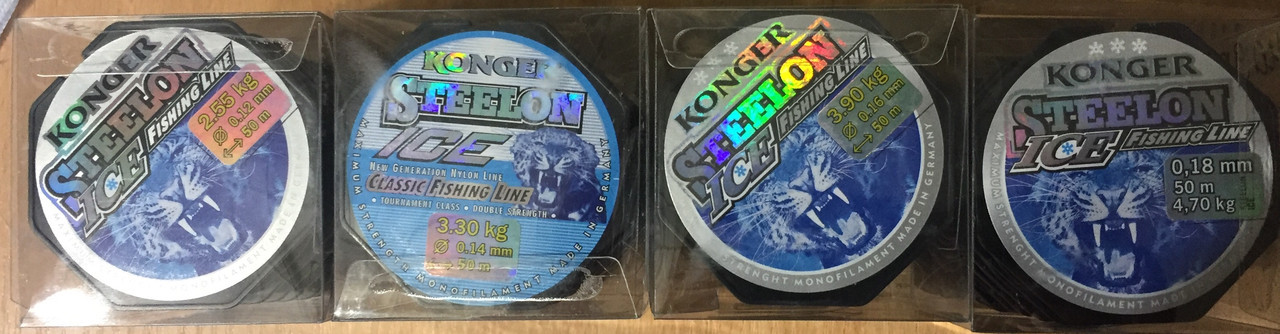 KONGER
STEELON
ICE FISHING LINE
2.55 kg
Ø 0.12 mm
50 m
KONGER
STEELON
ICE
NEW GENERATION NYLON LINE
CLASSIC FISHING LINE
• TOURNAMENT CLASS • DOUBLE STRENGTH •
3.30 kg
Ø 0.14 mm
50 m
MAXIMUM STRENGTH MONOFILAMENT MADE IN GERMANY
KONGER
STEELON
ICE FISHING LINE
3.90 kg
Ø 0.16 mm
50 m
STRENGHT MONOFILAMENT MADE IN GERMANY
KONGER
STEELON
ICE FISHING LINE
0,18 mm
50 m
4,70 kg
MAXIMUM STRENGHT MONOFILAMENT MADE